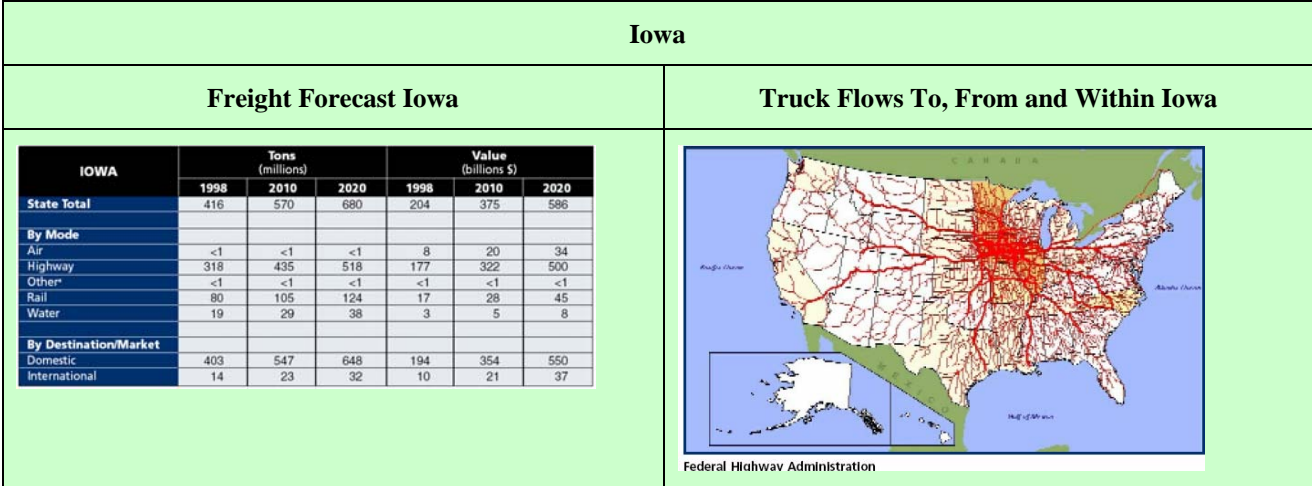 Iowa
Freight Forecast Iowa
Truck Flows To, From and Within Iowa
IOWA Tons (millions) Value (billions $)
1998 2010 2020 1998 2010 2020
State Total 416 570 680 204 375 586
By Mode
Air <1 <1 <1 8 20 34
Highway 318 435 518 177 322 500
Other* <1 <1 <1 <1 <1 <1
Rail 80 105 124 17 28 45
Water 19 29 38 3 5 8
By Destination/Market
Domestic 403 547 648 194 354 550
International 14 23 32 10 21 37
CANADA
MEXICO
Gulf of Mexico
Federal Highway Administration